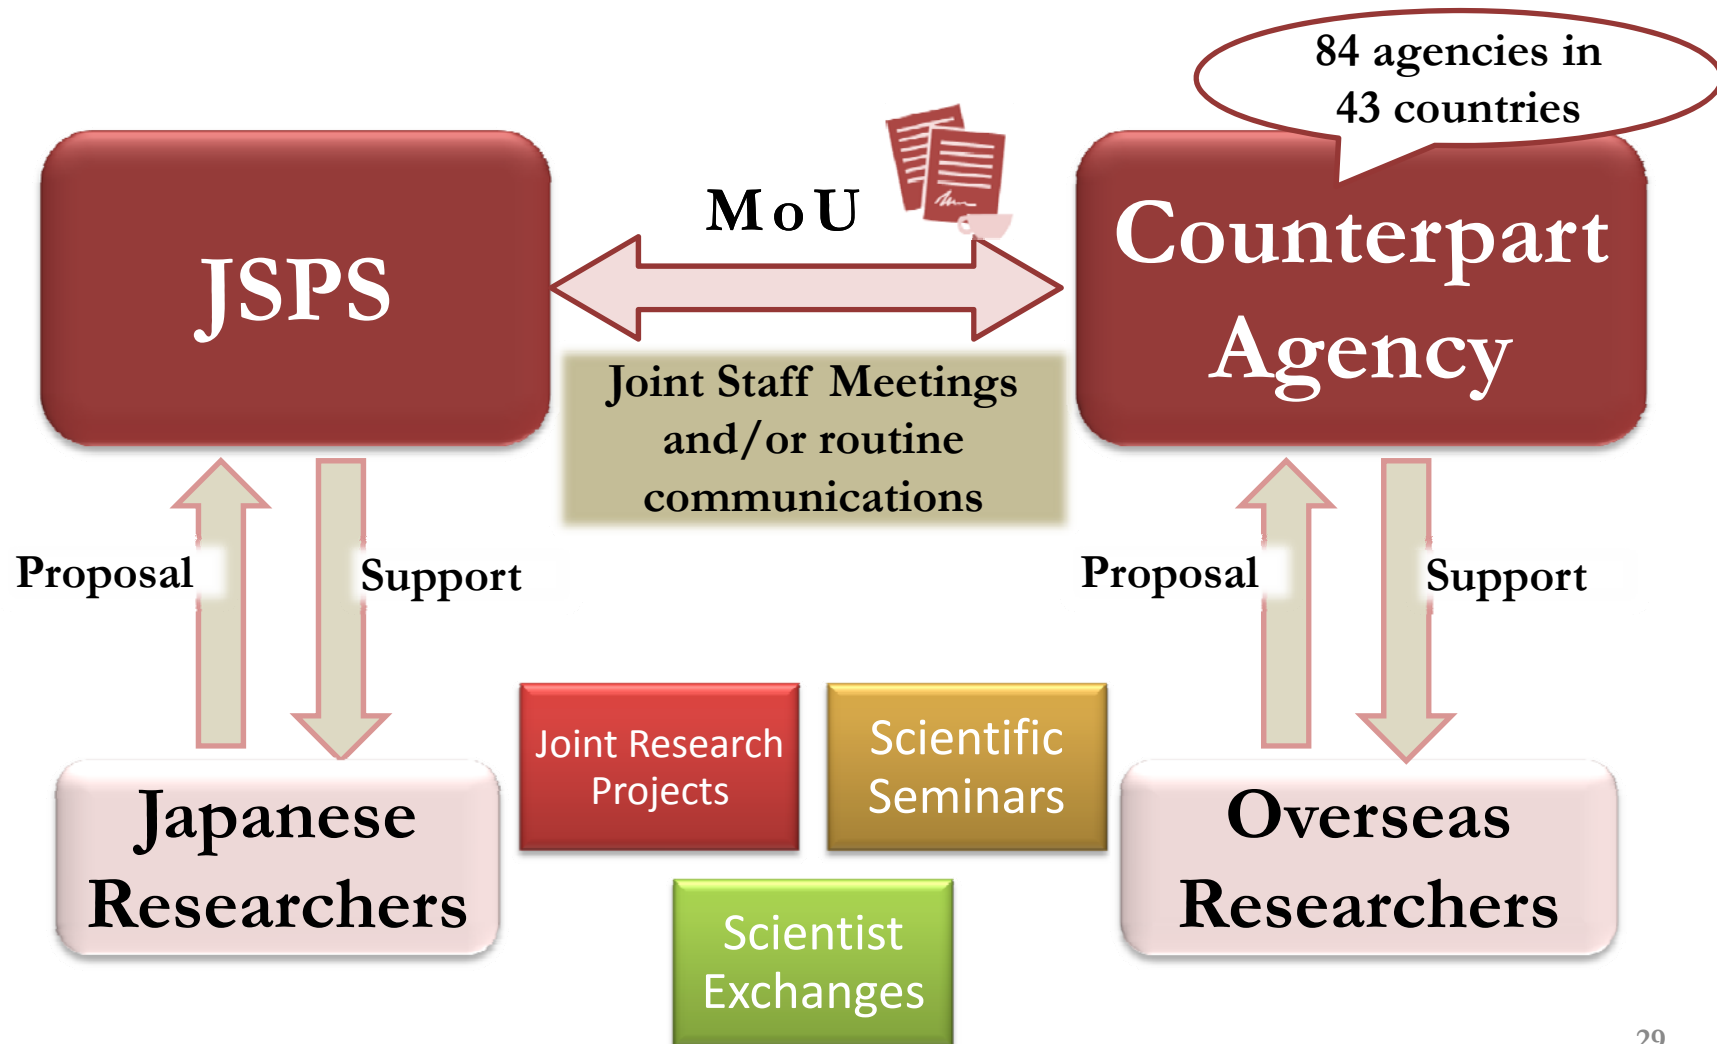 84 agencies in
43 countries
JSPS
MoU
Counterpart
Agency
Joint Staff Meetings
and/or routine
communications
Proposal
Support
Proposal
Support
Joint Research
Projects
Scientific
Seminars
Scientist
Exchanges
Japanese
Researchers
Overseas
Researchers
29